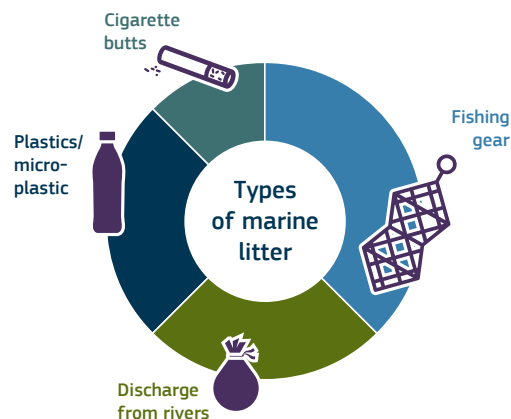 Cigarette
butts
Fishing
gear
Plastics/
micro-
plastic
Types
of marine
litter
Discharge
from rivers